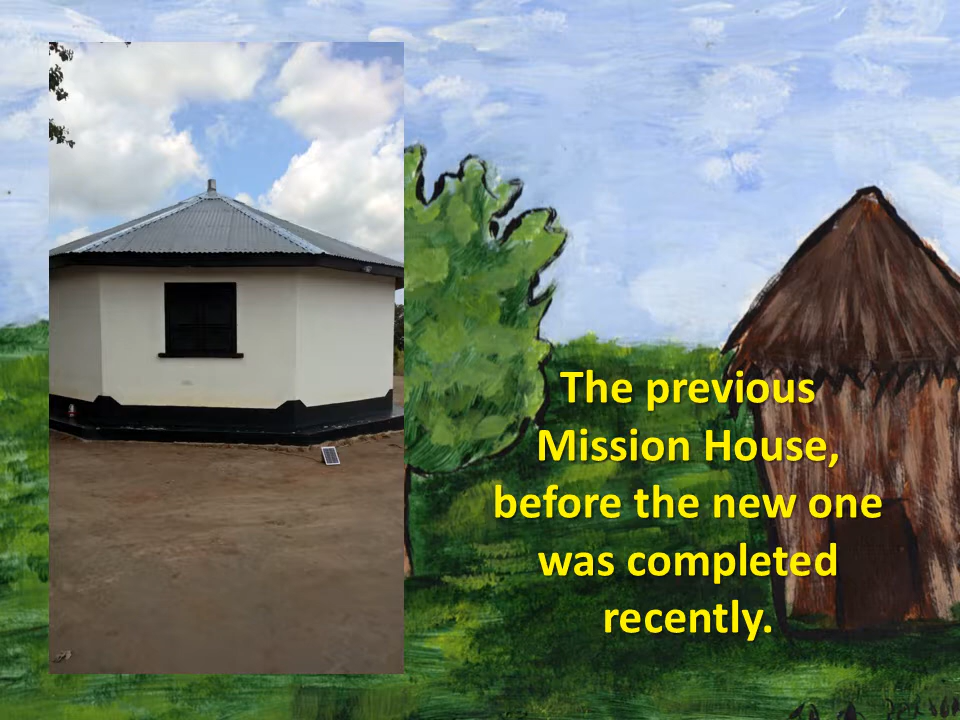 The previous
Mission House,
before the new one
was completed
recently.